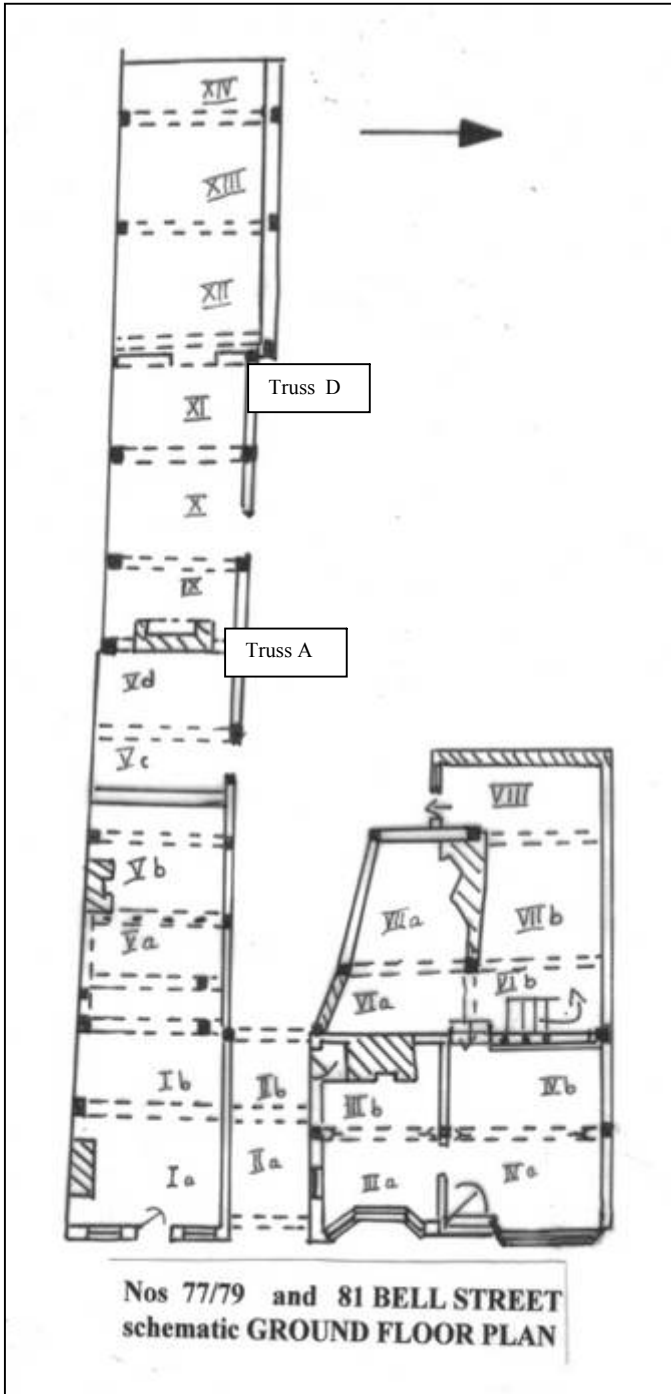 XIV
XIII
XII
Truss D
XI
X
IX
Truss A
Vd
Vc
VIII
Vb
VIIa
VIIb
Va
VIa
VIb
Ib
IIb
IIIb
IVb
Ia
IIa
IIIa
IVa
Nos 77/79 and 81 BELL STREET
schematic GROUND FLOOR PLAN